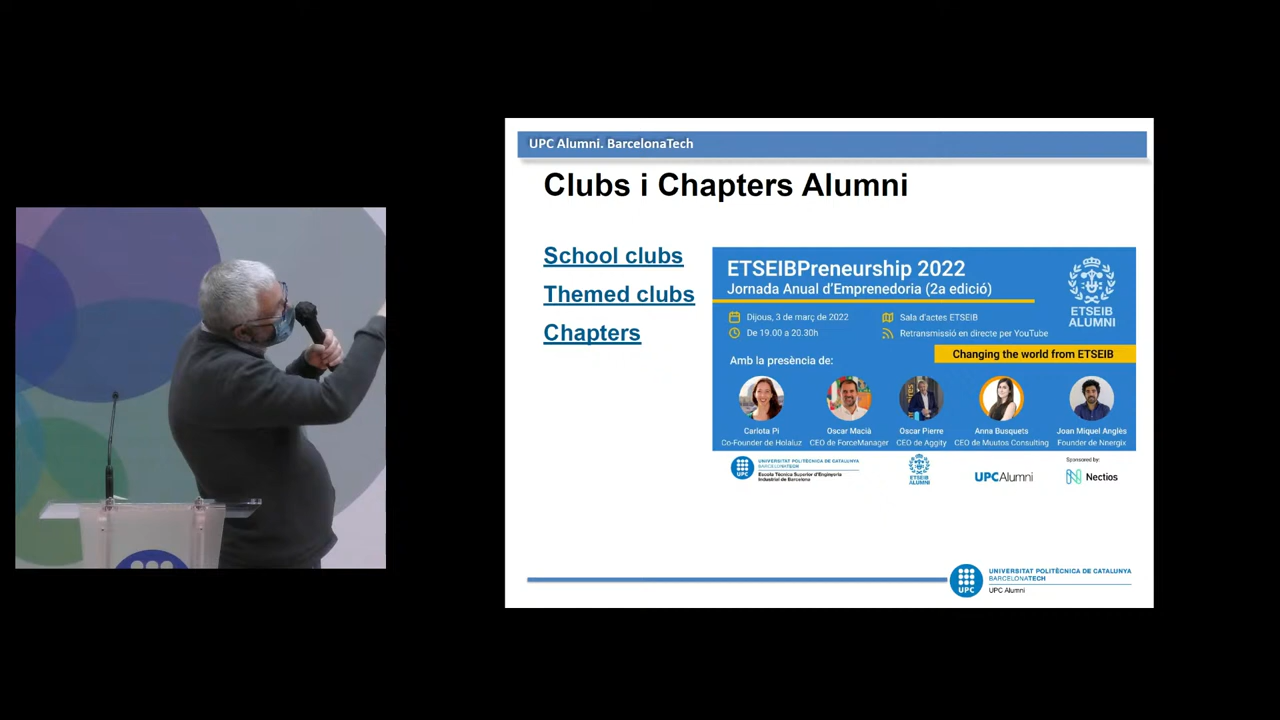 UPC Alumni. BarcelonaTech
Clubs i Chapters Alumni
School clubs
Themed clubs
Chapters
ETSEIBPreneurship 2022
Jornada Anual d'Emprenedoria (2a edició)
ETSEIB
ALUMNI
Dijous, 3 de març de 2022
Sala d'actes ETSEIB
De 19.00 a 20.30h
Retransmissió en directe per YouTube
Changing the world from ETSEIB
Amb la presència de:
Carlota Pi
Co-Founder de Holaluz
Oscar Macià
CEO de ForceManager
Oscar Pierre
CEO de Aggity
Anna Busquets
CEO de Muutos Consulting
Joan Miquel Anglès
Founder de Nnergix
UPC
UNIVERSITAT POLITÈCNICA DE CATALUNYA
BARCELONATECH
Escola Tècnica Superior d'Enginyeria
Industrial de Barcelona
ETSEIB
ALUMNI
UPCAlumni
Sponsored by:
Nectios
UPC
UNIVERSITAT POLITÈCNICA DE CATALUNYA
BARCELONATECH
UPC Alumni